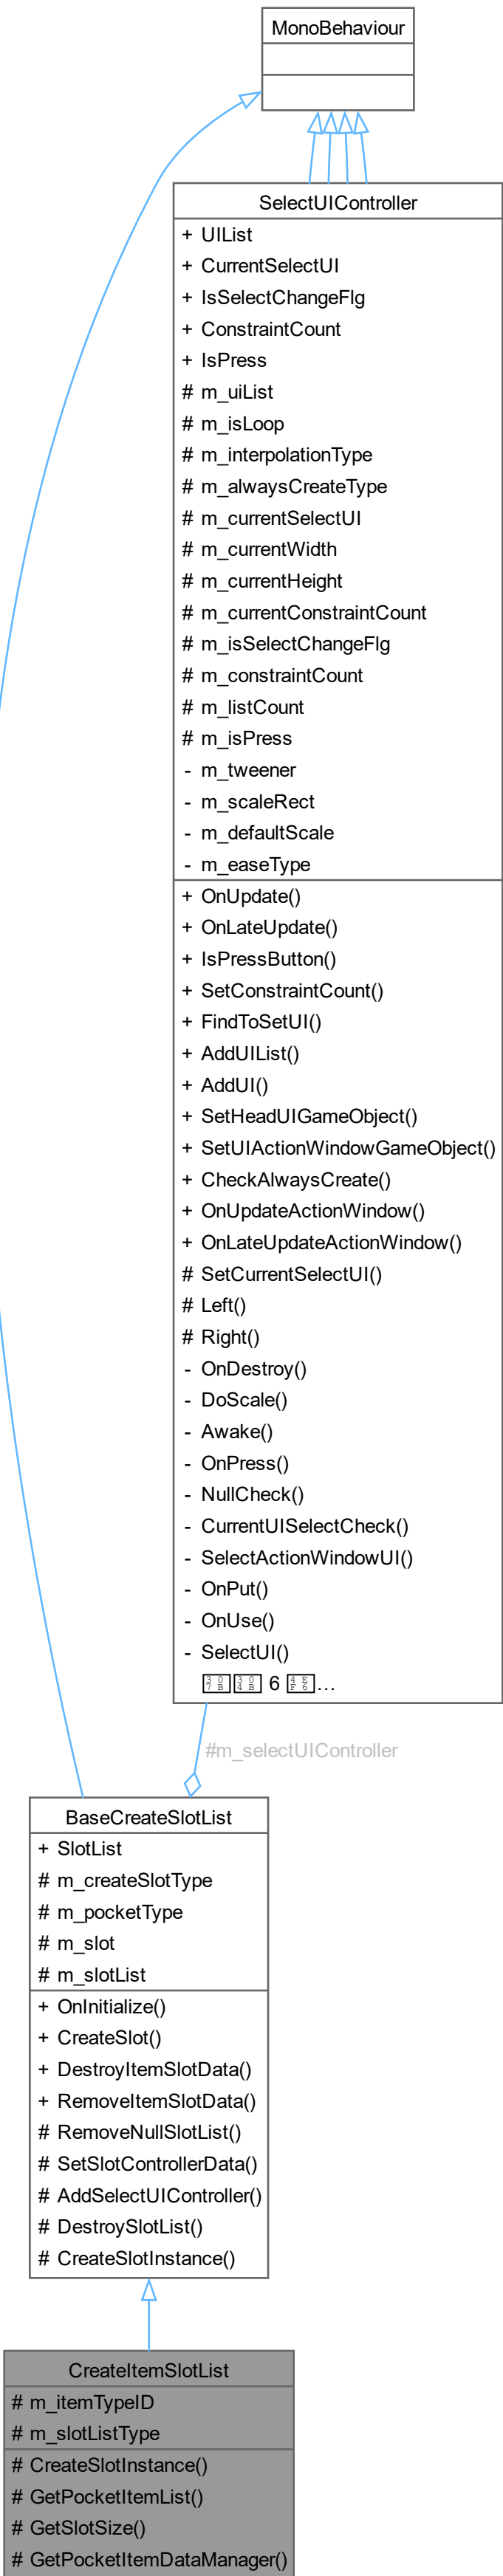 MonoBehaviour
SelectUIController
+ UIList
+ CurrentSelectUI
+ IsSelectChangeFlg
+ ConstraintCount
+ IsPress
# m_uiList
# m_isLoop
# m_interpolationType
# m_alwaysCreateType
# m_currentSelectUI
# m_currentWidth
# m_currentHeight
# m_currentConstraintCount
# m_isSelectChangeFlg
# m_constraintCount
# m_listCount
# m_isPress
- m_tweener
- m_scaleRect
- m_defaultScale
- m_easeType
+ OnUpdate()
+ OnLateUpdate()
+ IsPressButton()
+ SetConstraintCount()
+ FindToSetUI()
+ AddUIList()
+ AddUI()
+ SetHeadUIGameObject()
+ SetUIActionWindowGameObject()
+ CheckAlwaysCreate()
+ OnUpdateActionWindow()
+ OnLateUpdateActionWindow()
# SetCurrentSelectUI()
# Left()
# Right()
- OnDestroy()
- DoScale()
- Awake()
- OnPress()
- NullCheck()
- CurrentUISelectCheck()
- SelectActionWindowUI()
- OnPut()
- OnUse()
- SelectUI()
6 ...
#m_selectUIController
BaseCreateSlotList
+ SlotList
# m_createSlotType
# m_pocketType
# m_slot
# m_slotList
+ OnInitialize()
+ CreateSlot()
+ DestroyItemSlotData()
+ RemoveItemSlotData()
# RemoveNullSlotList()
# SetSlotControllerData()
# AddSelectUIController()
# DestroySlotList()
# CreateSlotInstance()
CreateItemSlotList
# m_itemTypeID
# m_slotListType
# CreateSlotInstance()
# GetPocketItemList()
# GetSlotSize()
# GetPocketItemDataManager()